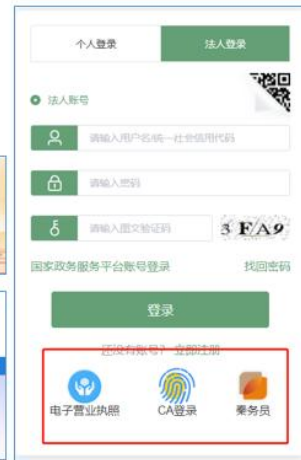 个人登录 法人登录
法人账号
请输入用户名/统一社会信用代码
请输入密码
请输入图文验证码 3 FA9
国家政务服务平台账号登录 找回密码
登录
还没有账号? 立即注册
电子营业执照 CA登录 秦务员